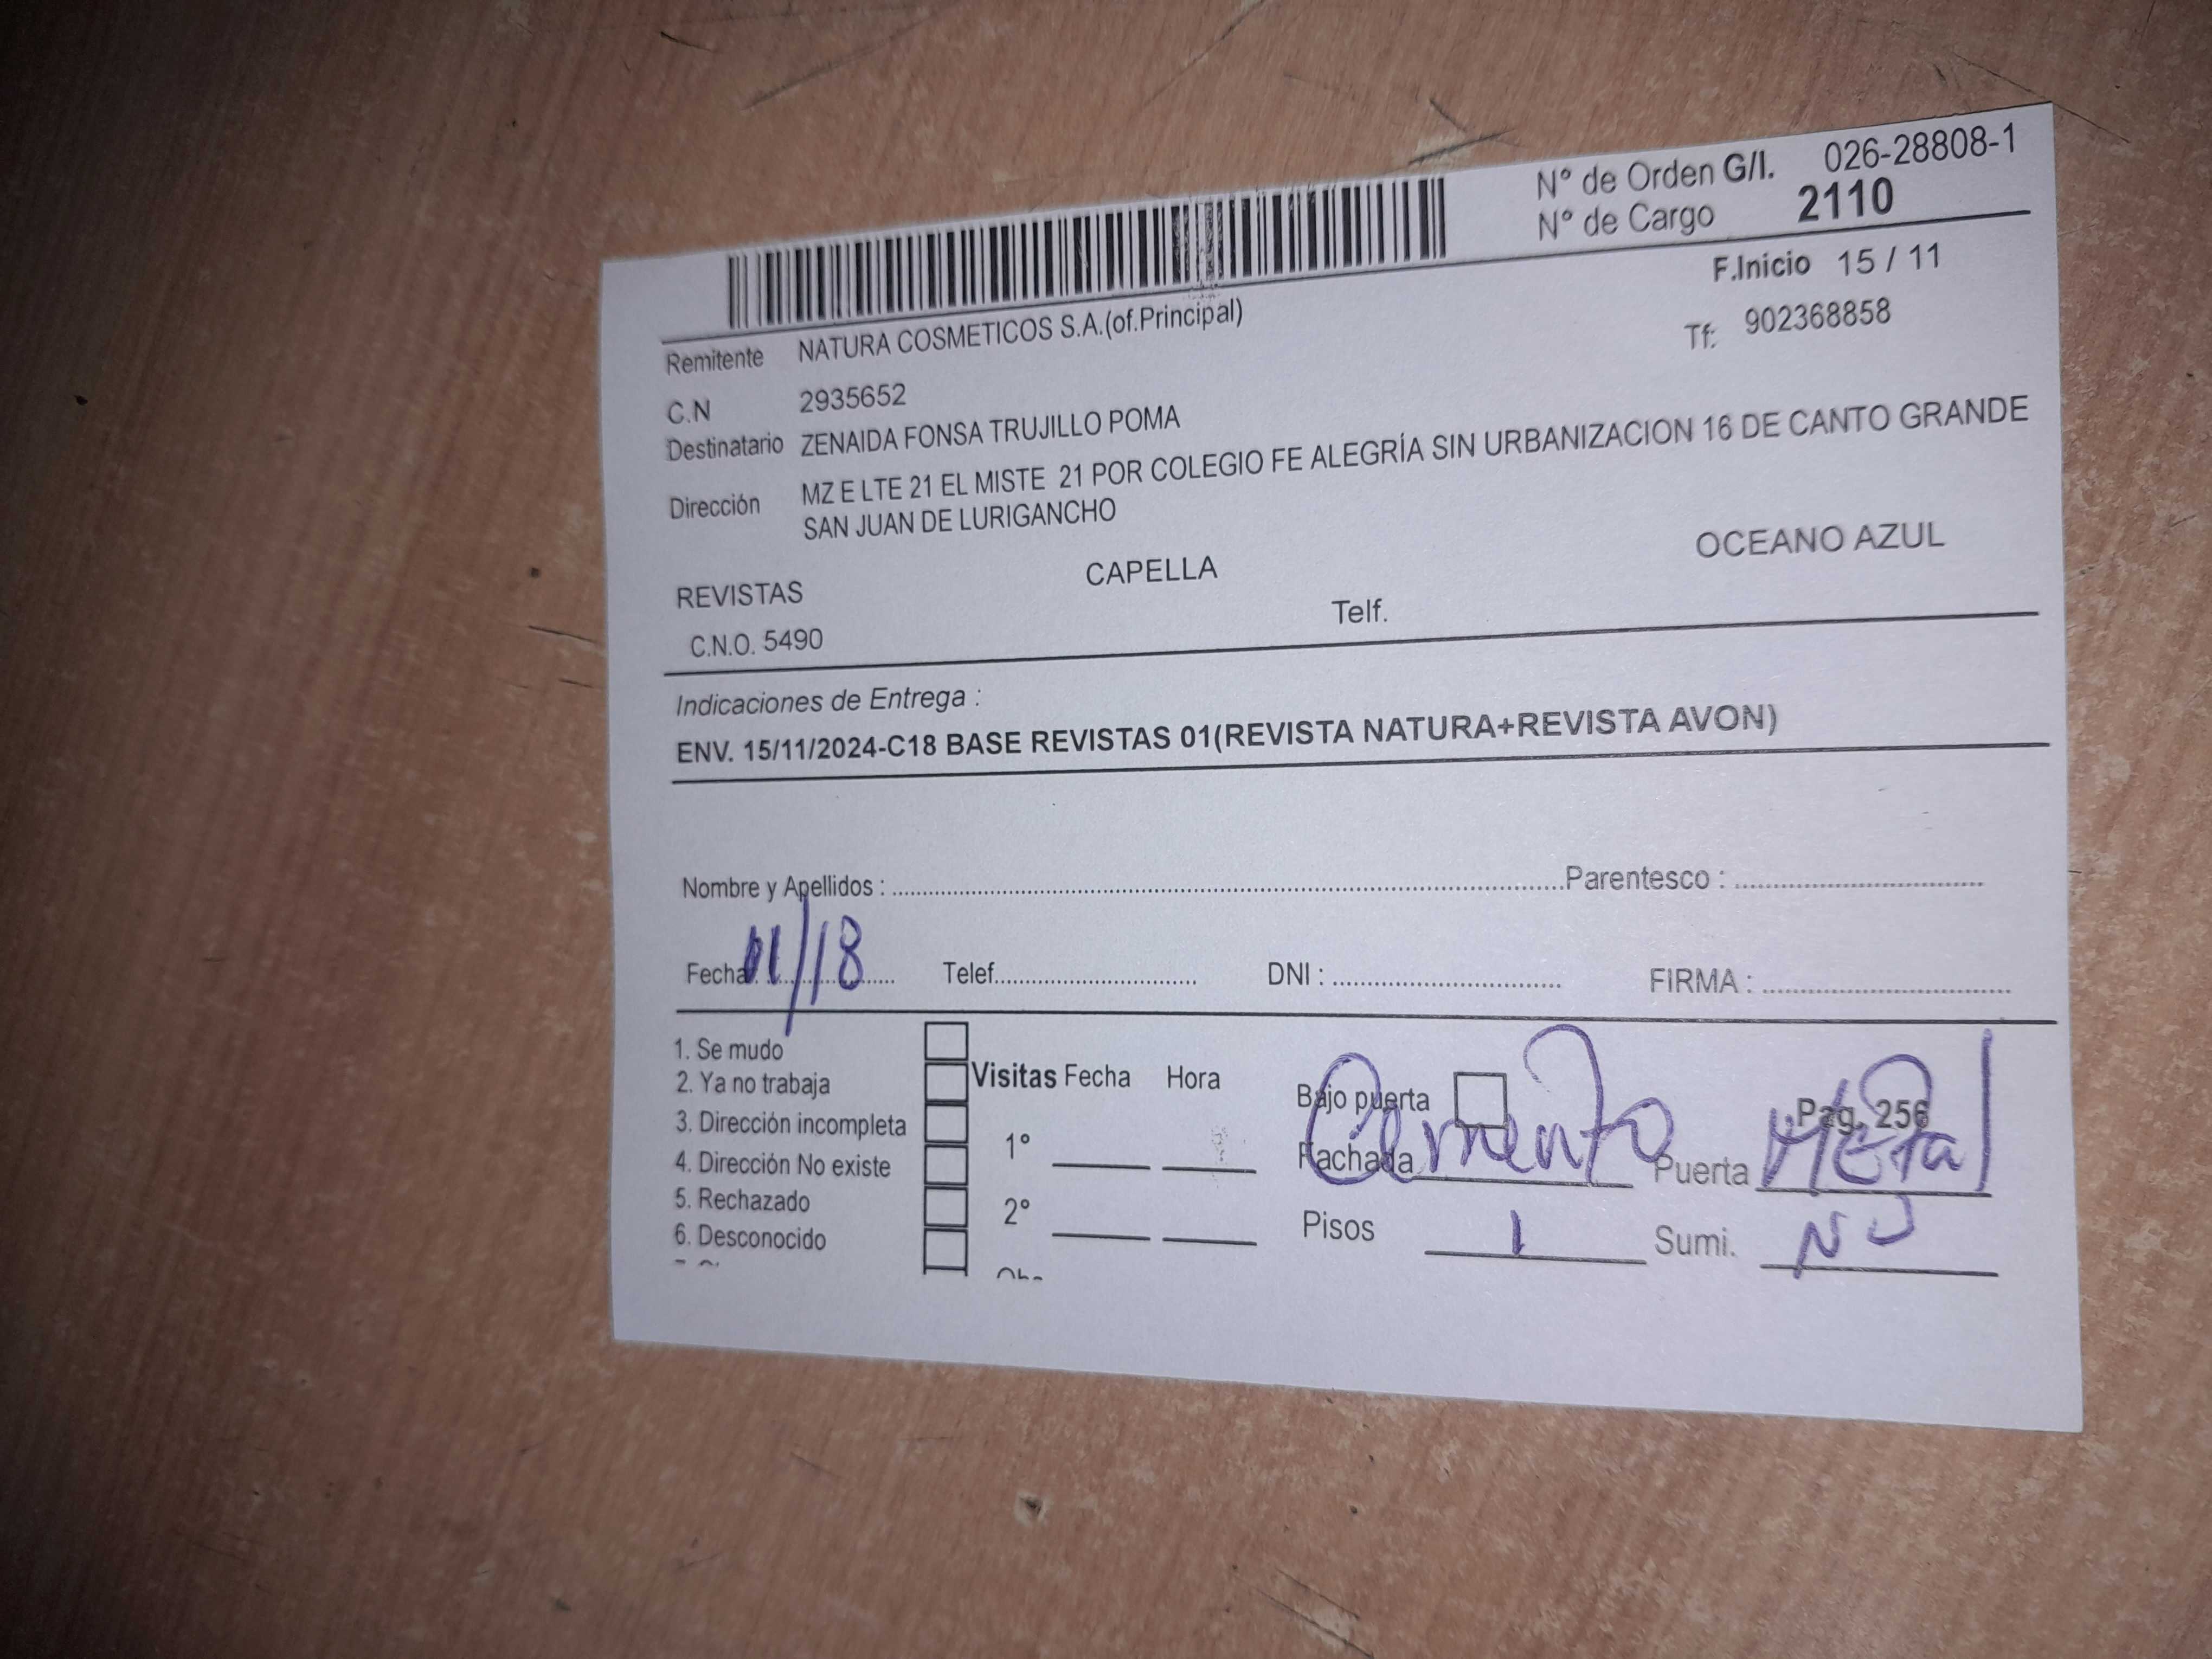 N° de Orden G/I. 026-28808-1
N° de Cargo 2110
F.Inicio 15 / 11
Remitente NATURA COSMETICOS S.A.(of.Principal) Tf: 902368858
C.N 2935652
Destinatario ZENAIDA FONSA TRUJILLO POMA
Dirección MZ E LTE 21 EL MISTE 21 POR COLEGIO FE ALEGRÍA SIN URBANIZACION 16 DE CANTO GRANDE
SAN JUAN DE LURIGANCHO
REVISTAS CAPELLA OCEANO AZUL
C.N.O. 5490 Telf.
Indicaciones de Entrega :
ENV. 15/11/2024-C18 BASE REVISTAS 01(REVISTA NATURA+REVISTA AVON)
Nombre y Apellidos : Parentesco :
Fecha: 11/18 Telef. DNI : FIRMA :
1. Se mudo
2. Ya no trabaja Visitas Fecha Hora Bajo puerta Pag. 256
3. Dirección incompleta
4. Dirección No existe 1° Fachada Cemento Puerta Metal
5. Rechazado
6. Desconocido 2° Pisos 1 Sumi. NO